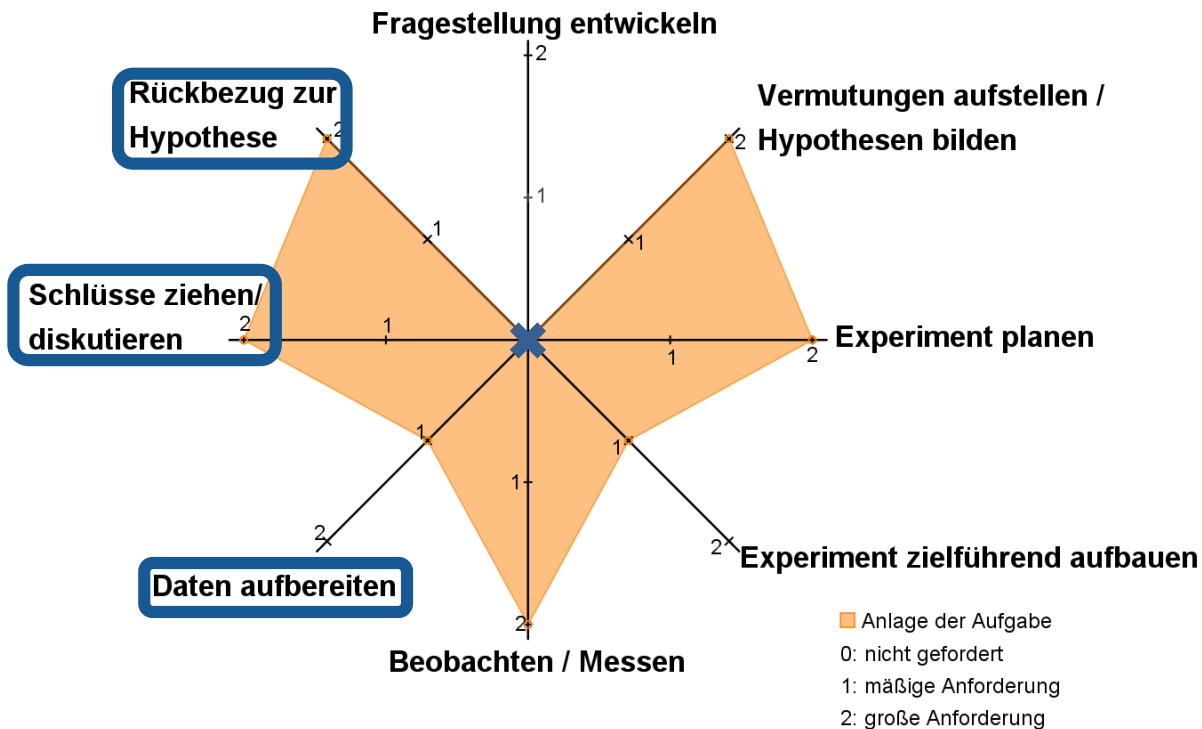 Fragestellung entwickeln
2
Rückbezug zur
Hypothese
2
Vermutungen aufstellen /
Hypothesen bilden
2
1
1
1
Schlüsse ziehen/
diskutieren
2
1
1
2
Experiment planen
1
1
1
2
2
Daten aufbereiten
Experiment zielführend aufbauen
2
Beobachten / Messen
Anlage der Aufgabe
0: nicht gefordert
1: mäßige Anforderung
2: große Anforderung